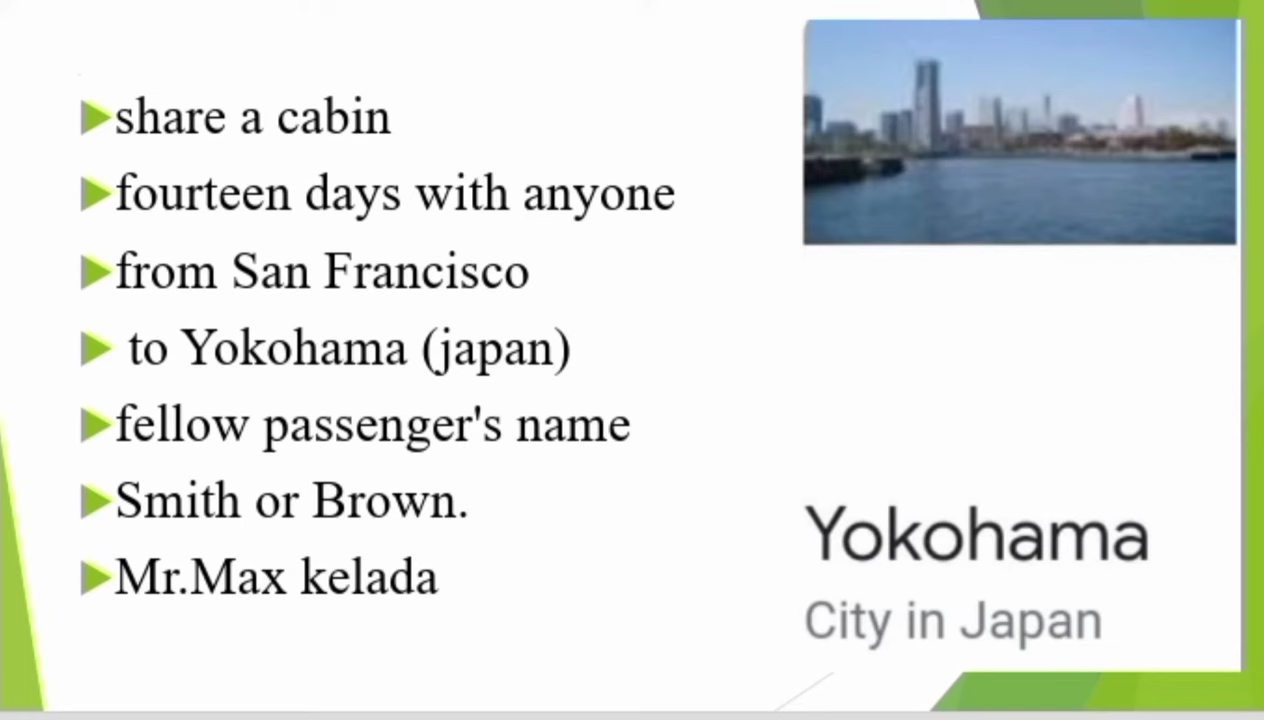 share a cabin
fourteen days with anyone
from San Francisco
to Yokohama (japan)
fellow passenger's name
Smith or Brown.
Mr.Max kelada
Yokohama
City in Japan